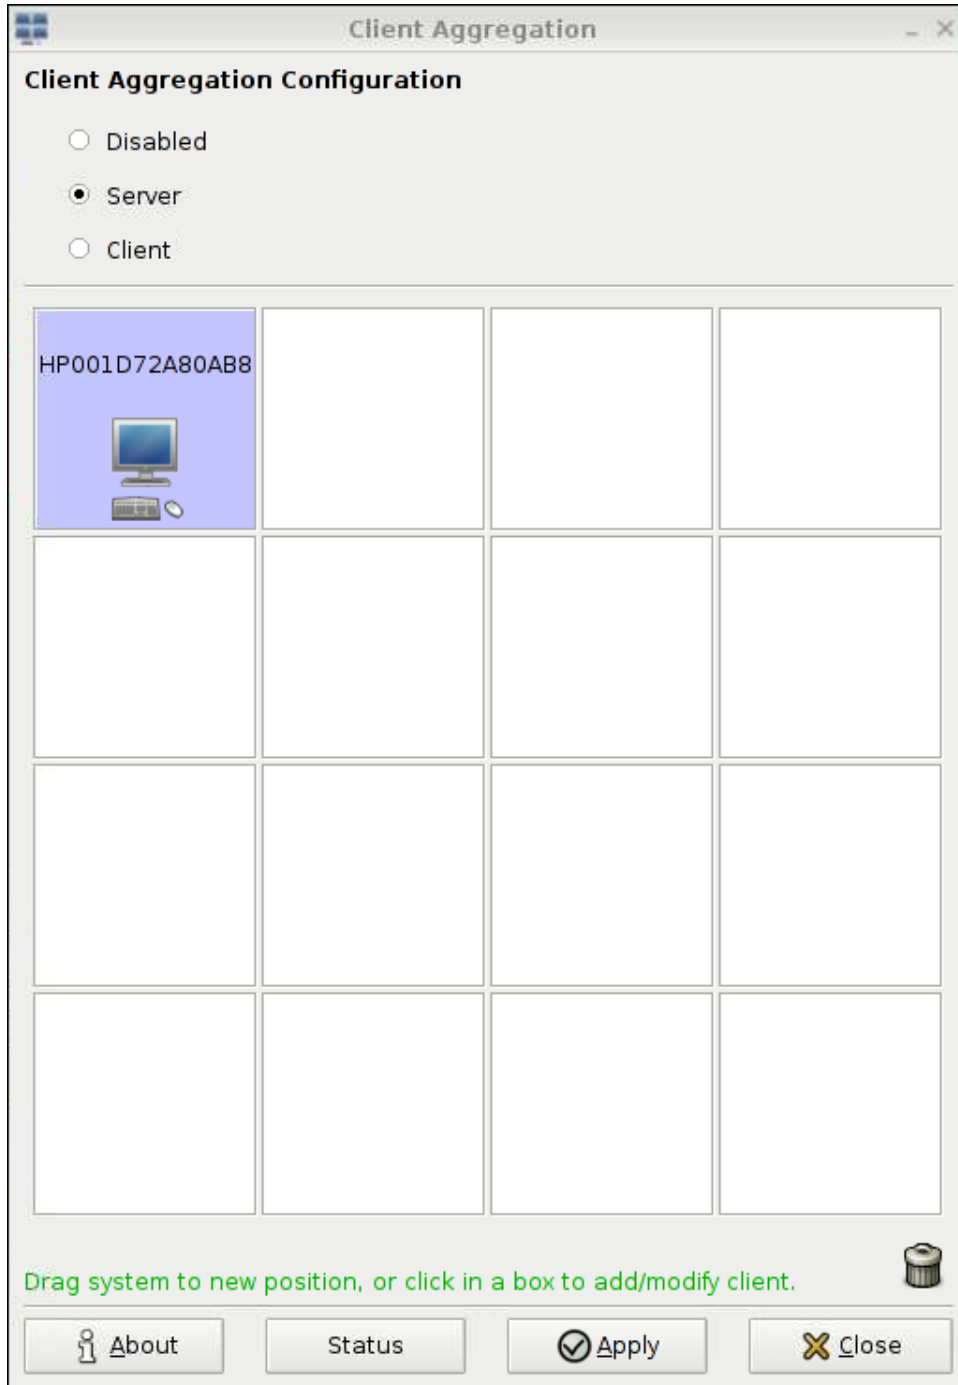 Client Aggregation
Client Aggregation Configuration
Disabled
Server
Client
HP001D72A80AB8
Drag system to new position, or click in a box to add/modify client.
About
Status
Apply
Close